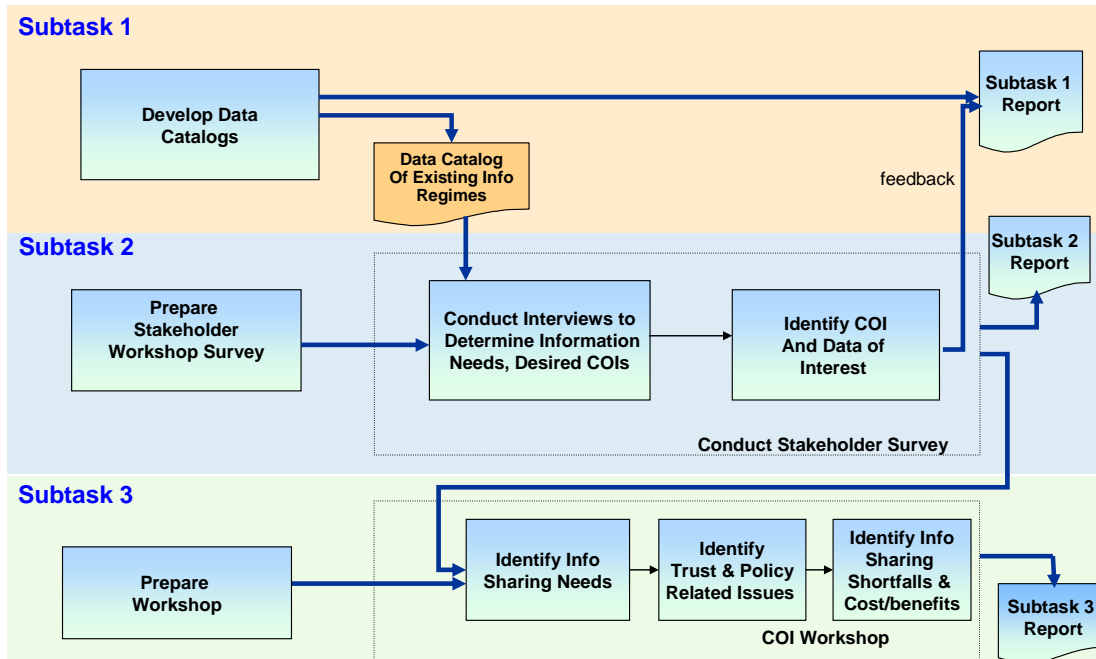 Subtask 1
Develop Data
Catalogs
Data Catalog
Of Existing Info
Regimes
Subtask 1
Report
feedback
Subtask 2
Prepare
Stakeholder
Workshop Survey
Conduct Interviews to
Determine Information
Needs, Desired COIs
Identify COI
And Data of
Interest
Subtask 2
Report
Conduct Stakeholder Survey
Subtask 3
Prepare
Workshop
Identify Info
Sharing Needs
Identify
Trust & Policy
Related Issues
Identify Info
Sharing
Shortfalls &
Cost/benefits
Subtask 3
Report
COI Workshop